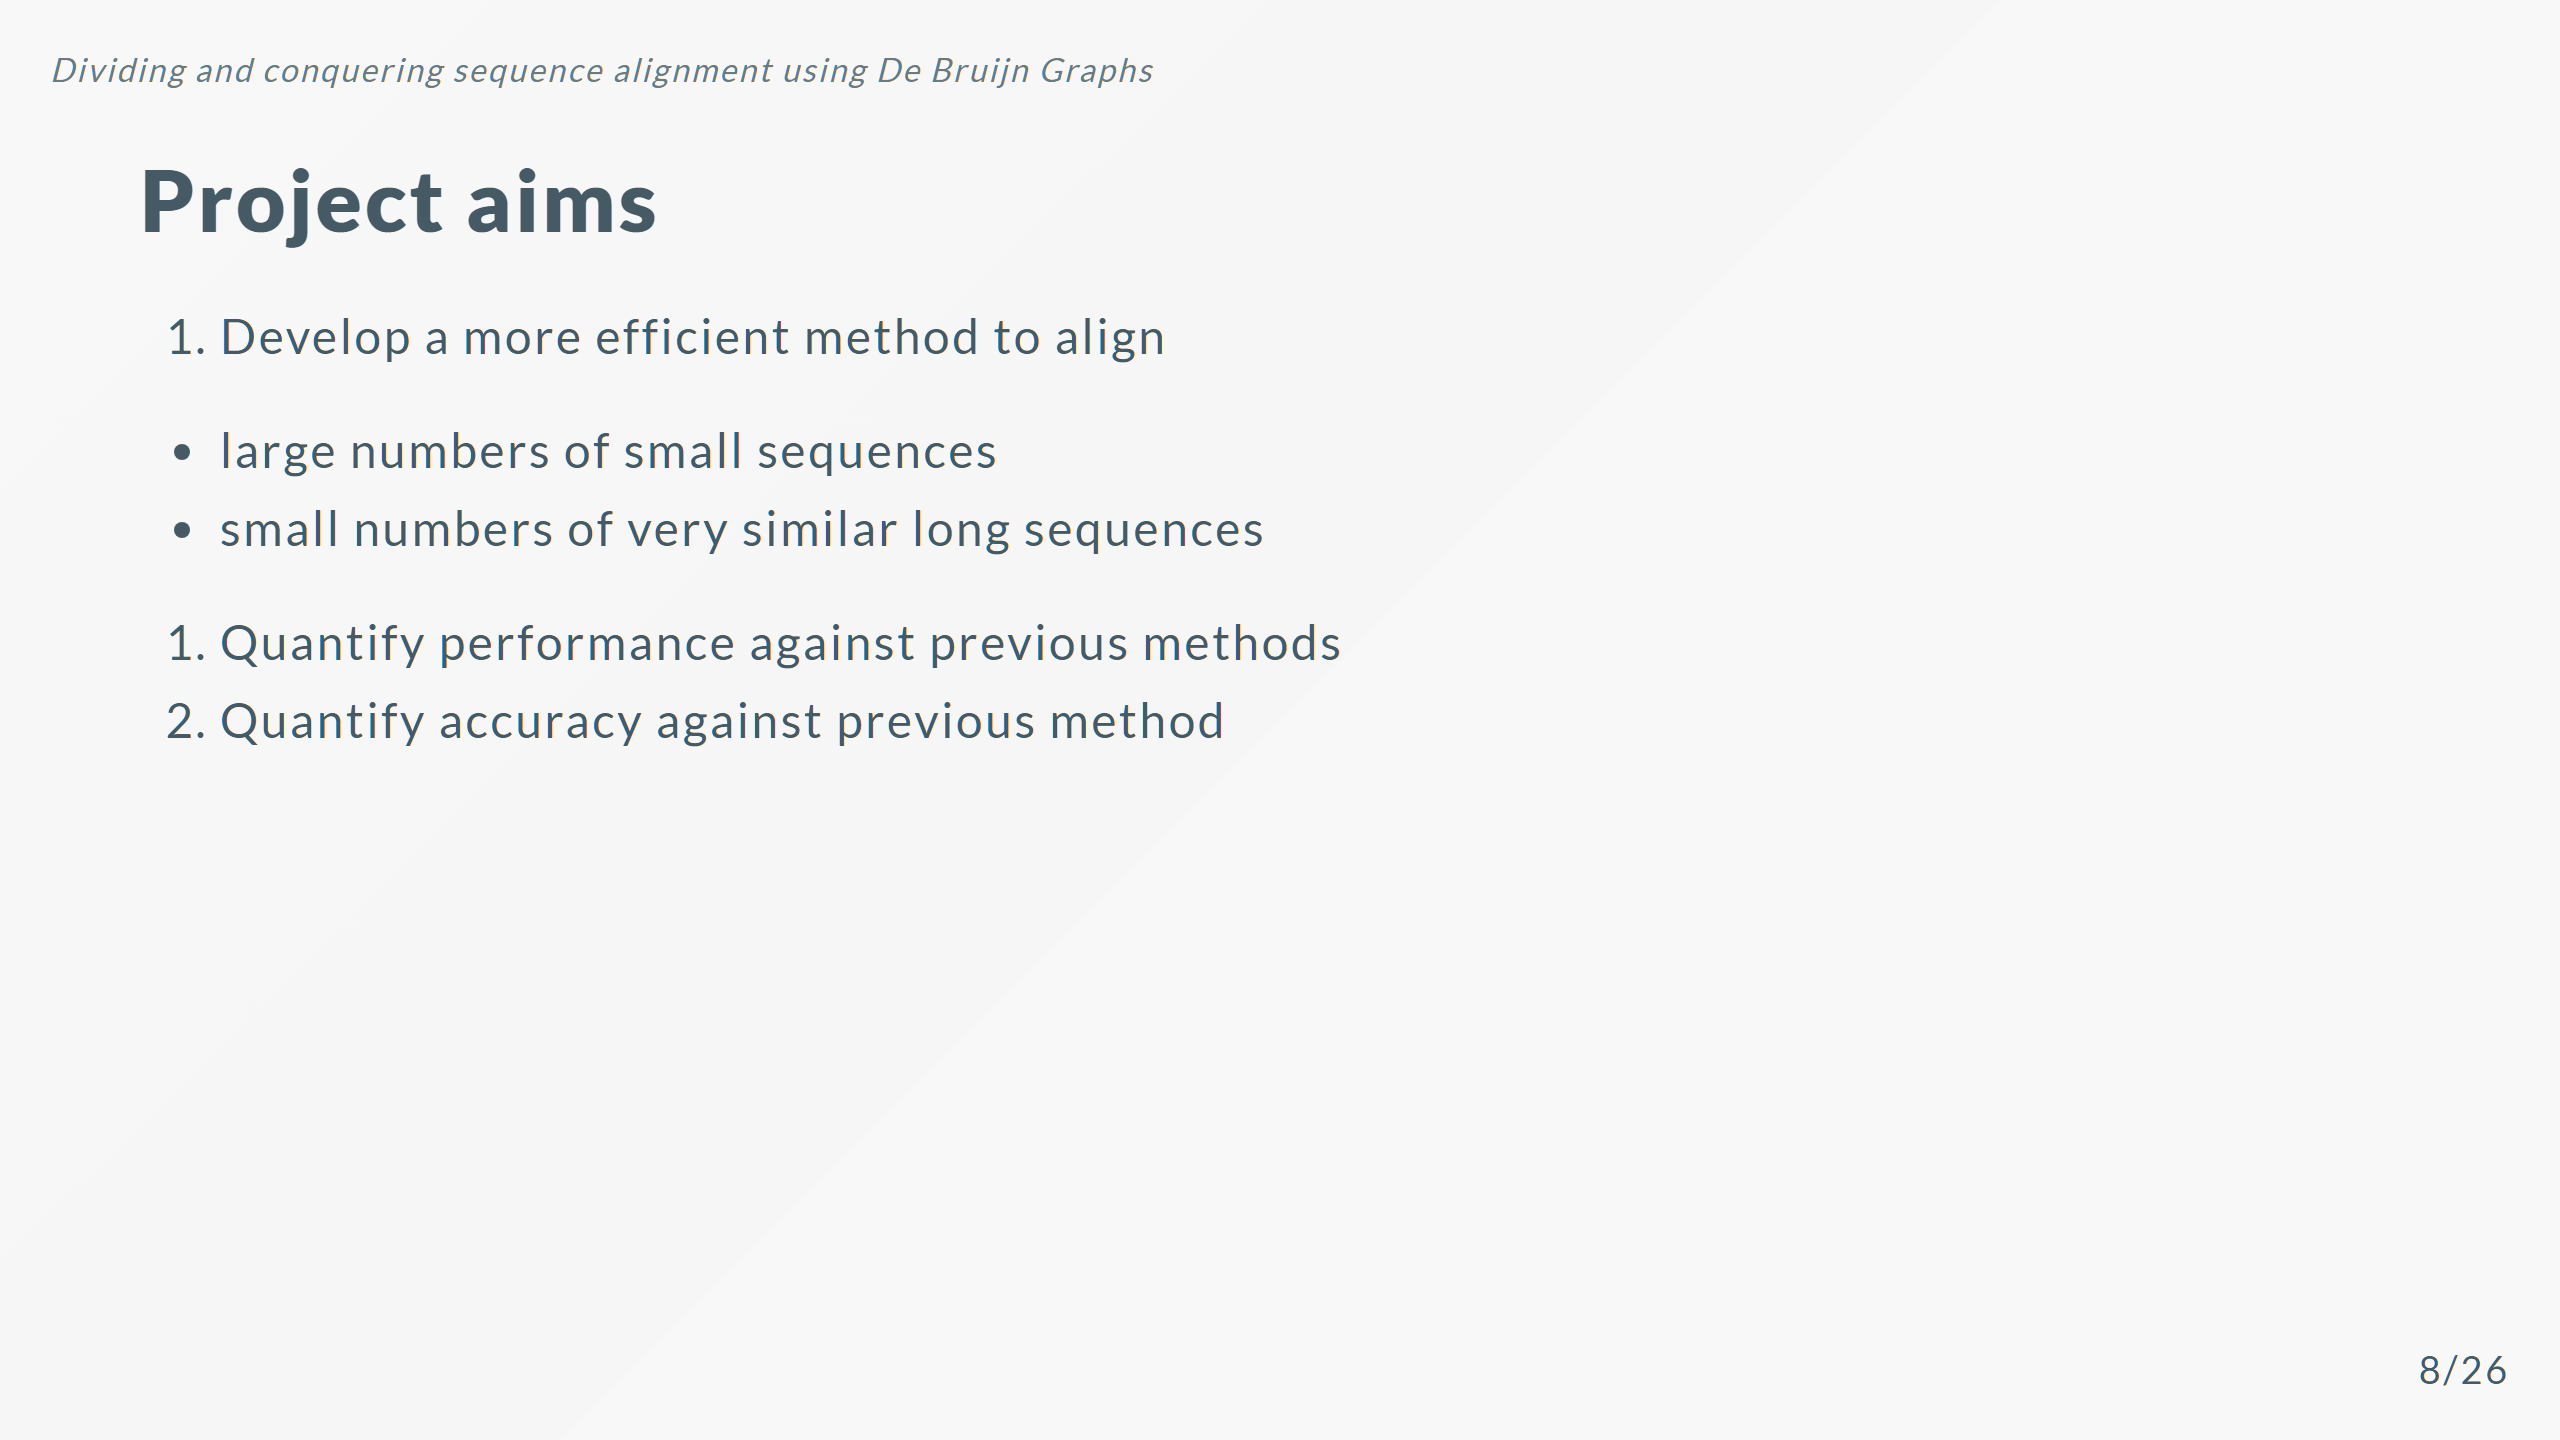 Dividing and conquering sequence alignment using De Bruijn Graphs
Project aims
1. Develop a more efficient method to align
• large numbers of small sequences
• small numbers of very similar long sequences
1. Quantify performance against previous methods
2. Quantify accuracy against previous method
8/26